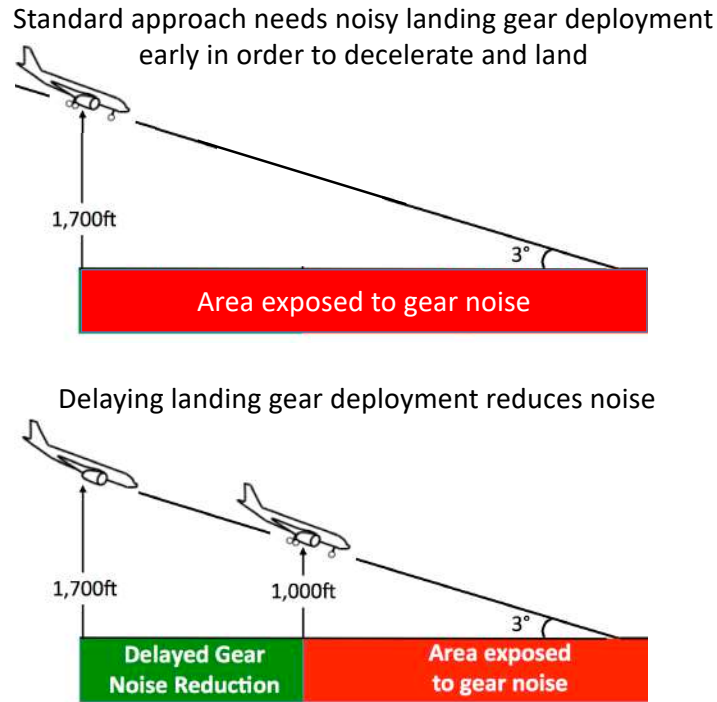 Standard approach needs noisy landing gear deployment
early in order to decelerate and land
1,700ft
3°
Area exposed to gear noise
Delaying landing gear deployment reduces noise
1,700ft
1,000ft
3°
Delayed Gear
Noise Reduction
Area exposed
to gear noise